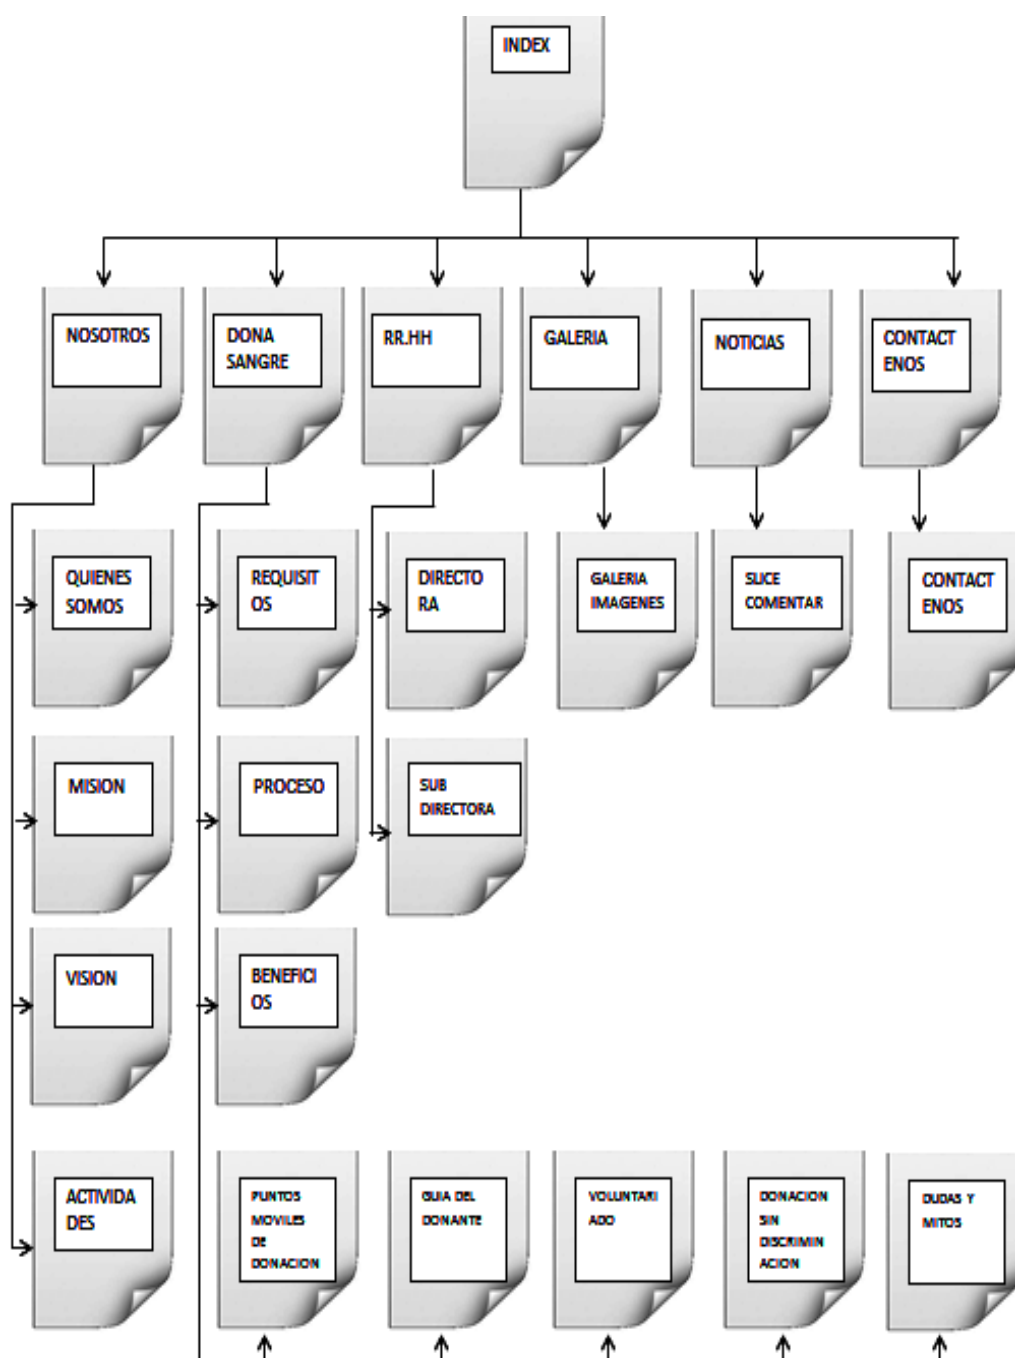 INDEX
NOSOTROS
DONA
SANGRE
RR.HH
GALERIA
NOTICIAS
CONTACT
ENOS
QUIENES
SOMOS
REQUISIT
OS
DIRECTO
RA
GALERIA
IMAGENES
SLICE
COMENTAR
CONTACT
ENOS
MISION
PROCESO
SUB
DIRECTORA
VISION
BENEFICI
OS
ACTIVIDA
DES
PUNTOS
MOVILES
DE
DONACION
GUIA DEL
DONANTE
VOLUNTARI
ADO
DONACION
SIN
DISCRIMIN
ACION
DUDAS Y
MITOS